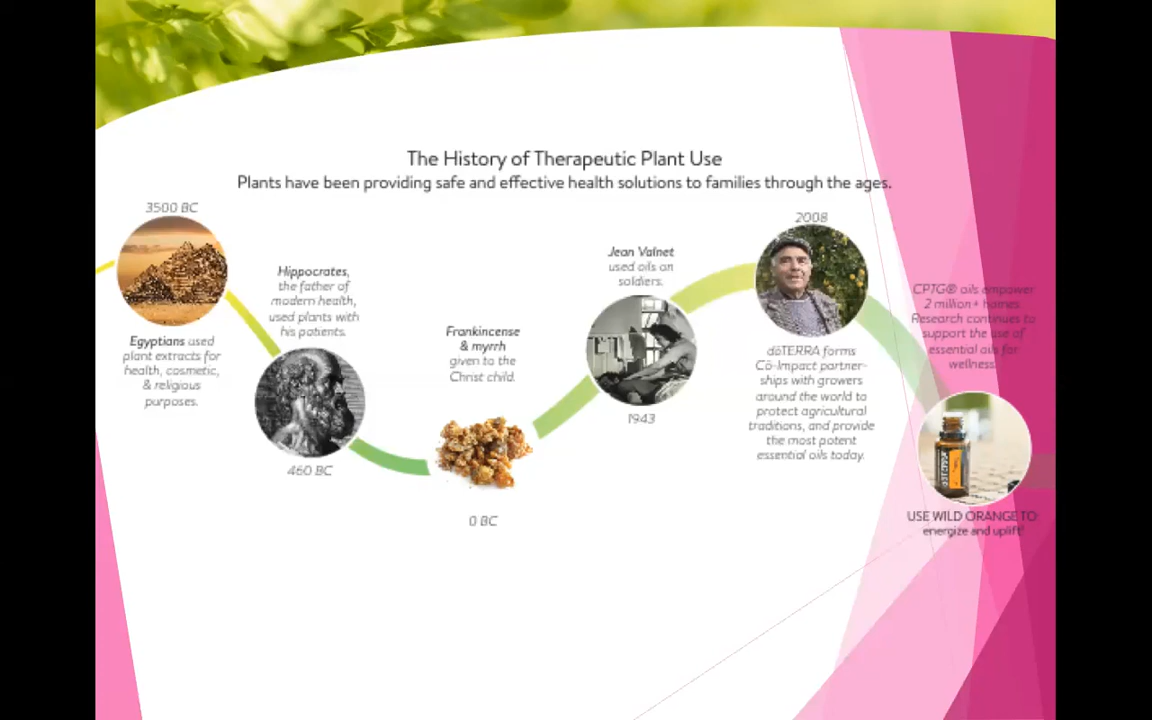 The History of Therapeutic Plant Use
Plants have been providing safe and effective health solutions to families through the ages.
3500 BC
Egyptians used
plant extracts for
health, cosmetic,
& religious
purposes.
Hippocrates,
the father of
modern health,
used plants with
his patients.
460 BC
Frankincense
& myrrh
given to the
Christ child.
0 BC
Jean Valnet
used oils on
soldiers.
1943
2008
dōTERRA forms
Cō-Impact partner-
ships with growers
around the world to
protect agricultural
traditions, and provide
the most potent
essential oils today.
CPTG® oils empower
2 million+ homes.
Research continues to
support the use of
essential oils for
wellness.
dōTERRA
USE WILD ORANGE TO:
energize and uplift!